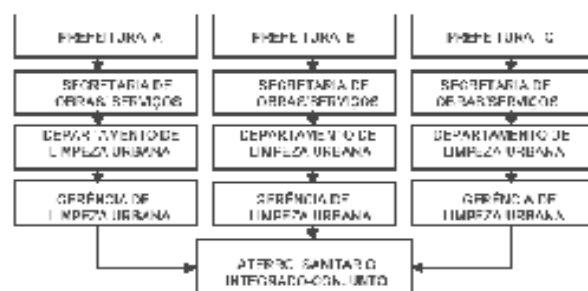 PREFEITURA A
SECRETARIA DE
OBRAS/SERVIÇOS
DEPARTAMENTO DE
LIMPEZA URBANA
GERÊNCIA DE
LIMPEZA URBANA
PREFEITURA B
SECRETARIA DE
OBRAS/SERVIÇOS
DEPARTAMENTO DE
LIMPEZA URBANA
GERÊNCIA DE
LIMPEZA URBANA
PREFEITURA C
SECRETARIA DE
OBRAS/SERVIÇOS
DEPARTAMENTO DE
LIMPEZA URBANA
GERÊNCIA DE
LIMPEZA URBANA
ATERRO SANITÁRIO
INTEGRADO-CONJUNTO